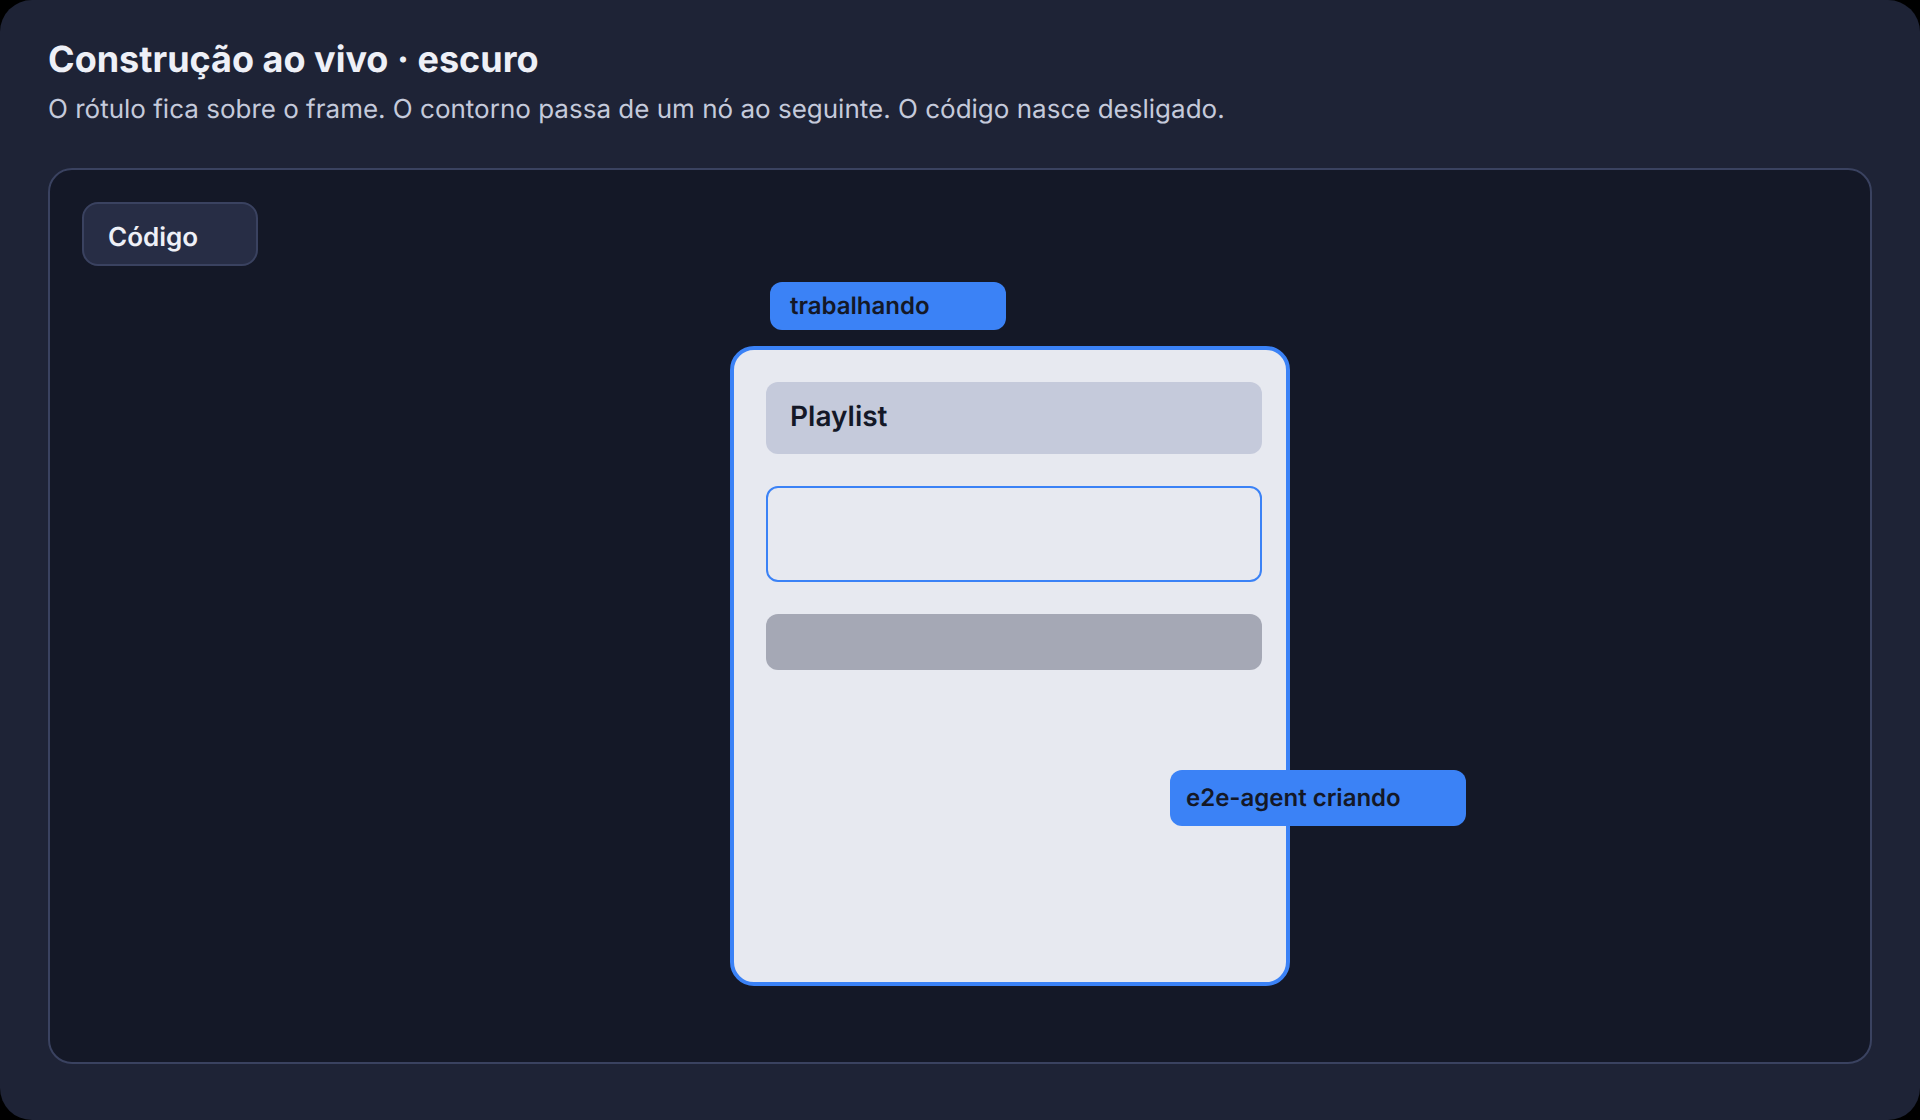 Construção ao vivo · escuro
O rótulo fica sobre o frame. O contorno passa de um nó ao seguinte. O código nasce desligado.
Código
trabalhando
Playlist
e2e-agent criando